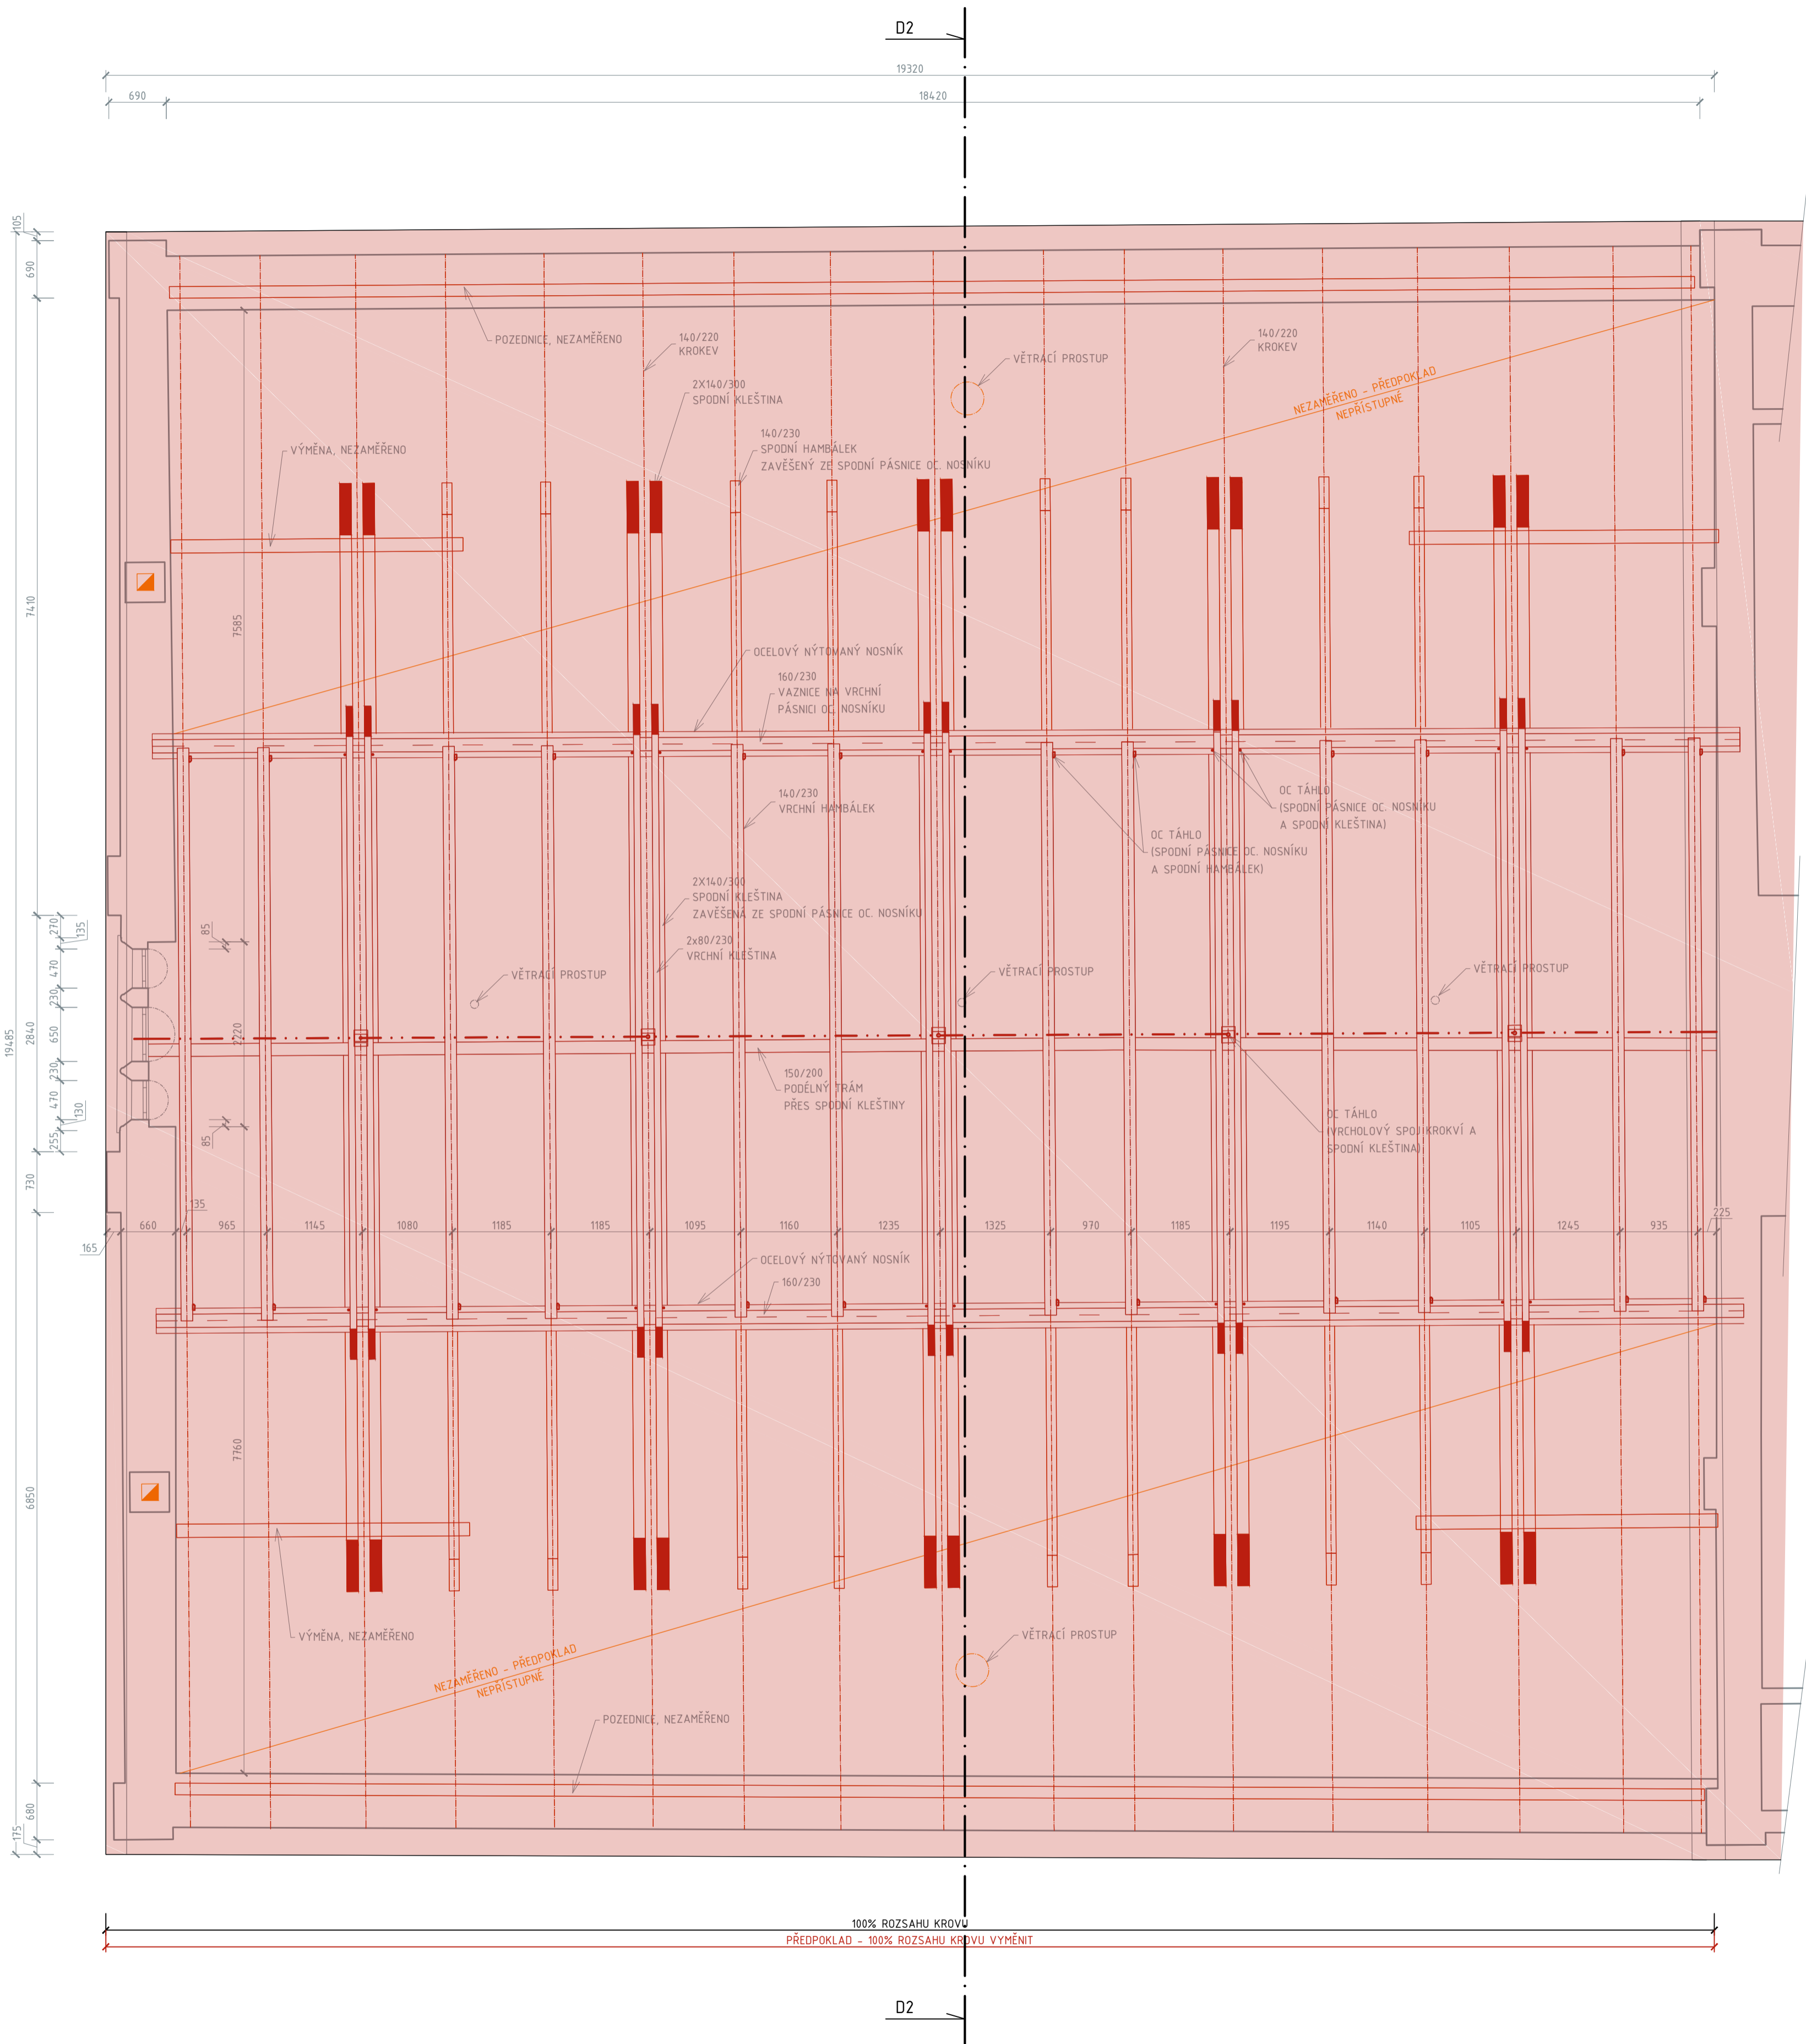 D2
19320
690
18420
105
690
7410
270
135
470
230
650
2840
19485
230
470
130
255
730
6850
680
175
POZEDNICE, NEZAMĚŘENO
140/220
KROKEV
2X140/300
SPODNÍ KLEŠTINA
VĚTRACÍ PROSTUP
140/220
KROKEV
NEZAMĚŘENO - PŘEDPOKLAD
NEPŘÍSTUPNÉ
VÝMĚNA, NEZAMĚŘENO
140/230
SPODNÍ HAMBÁLEK
ZAVĚŠENÝ ZE SPODNÍ PÁSNICE OC. NOSNÍKU
7585
OCELOVÝ NÝTOVANÝ NOSNÍK
160/230
VAZNICE NA VRCHNÍ
PÁSNICI OC. NOSNÍKU
140/230
VRCHNÍ HAMBÁLEK
OC TÁHLO
(SPODNÍ PÁSNICE OC. NOSNÍKU
A SPODNÍ KLEŠTINA)
OC TÁHLO
(SPODNÍ PÁSNICE OC. NOSNÍKU
A SPODNÍ HAMBÁLEK)
2X140/300
SPODNÍ KLEŠTINA
ZAVĚŠENÁ ZE SPODNÍ PÁSNICE OC. NOSNÍKU
85
2x80/230
VRCHNÍ KLEŠTINA
VĚTRACÍ PROSTUP
VĚTRACÍ PROSTUP
VĚTRACÍ PROSTUP
2220
150/200
PODÉLNÝ TRÁM
PŘES SPODNÍ KLEŠTINY
85
OC TÁHLO
(VRCHOLOVÝ SPOJ KROKVÍ A
SPODNÍ KLEŠTINA)
165
660
135
965
1145
1080
1185
1185
1095
1160
1235
1325
970
1185
1195
1140
1105
1245
935
225
OCELOVÝ NÝTOVANÝ NOSNÍK
160/230
7760
VÝMĚNA, NEZAMĚŘENO
VĚTRACÍ PROSTUP
NEZAMĚŘENO - PŘEDPOKLAD
NEPŘÍSTUPNÉ
POZEDNICE, NEZAMĚŘENO
100% ROZSAHU KROVU
PŘEDPOKLAD - 100% ROZSAHU KROVU VYMĚNIT
D2